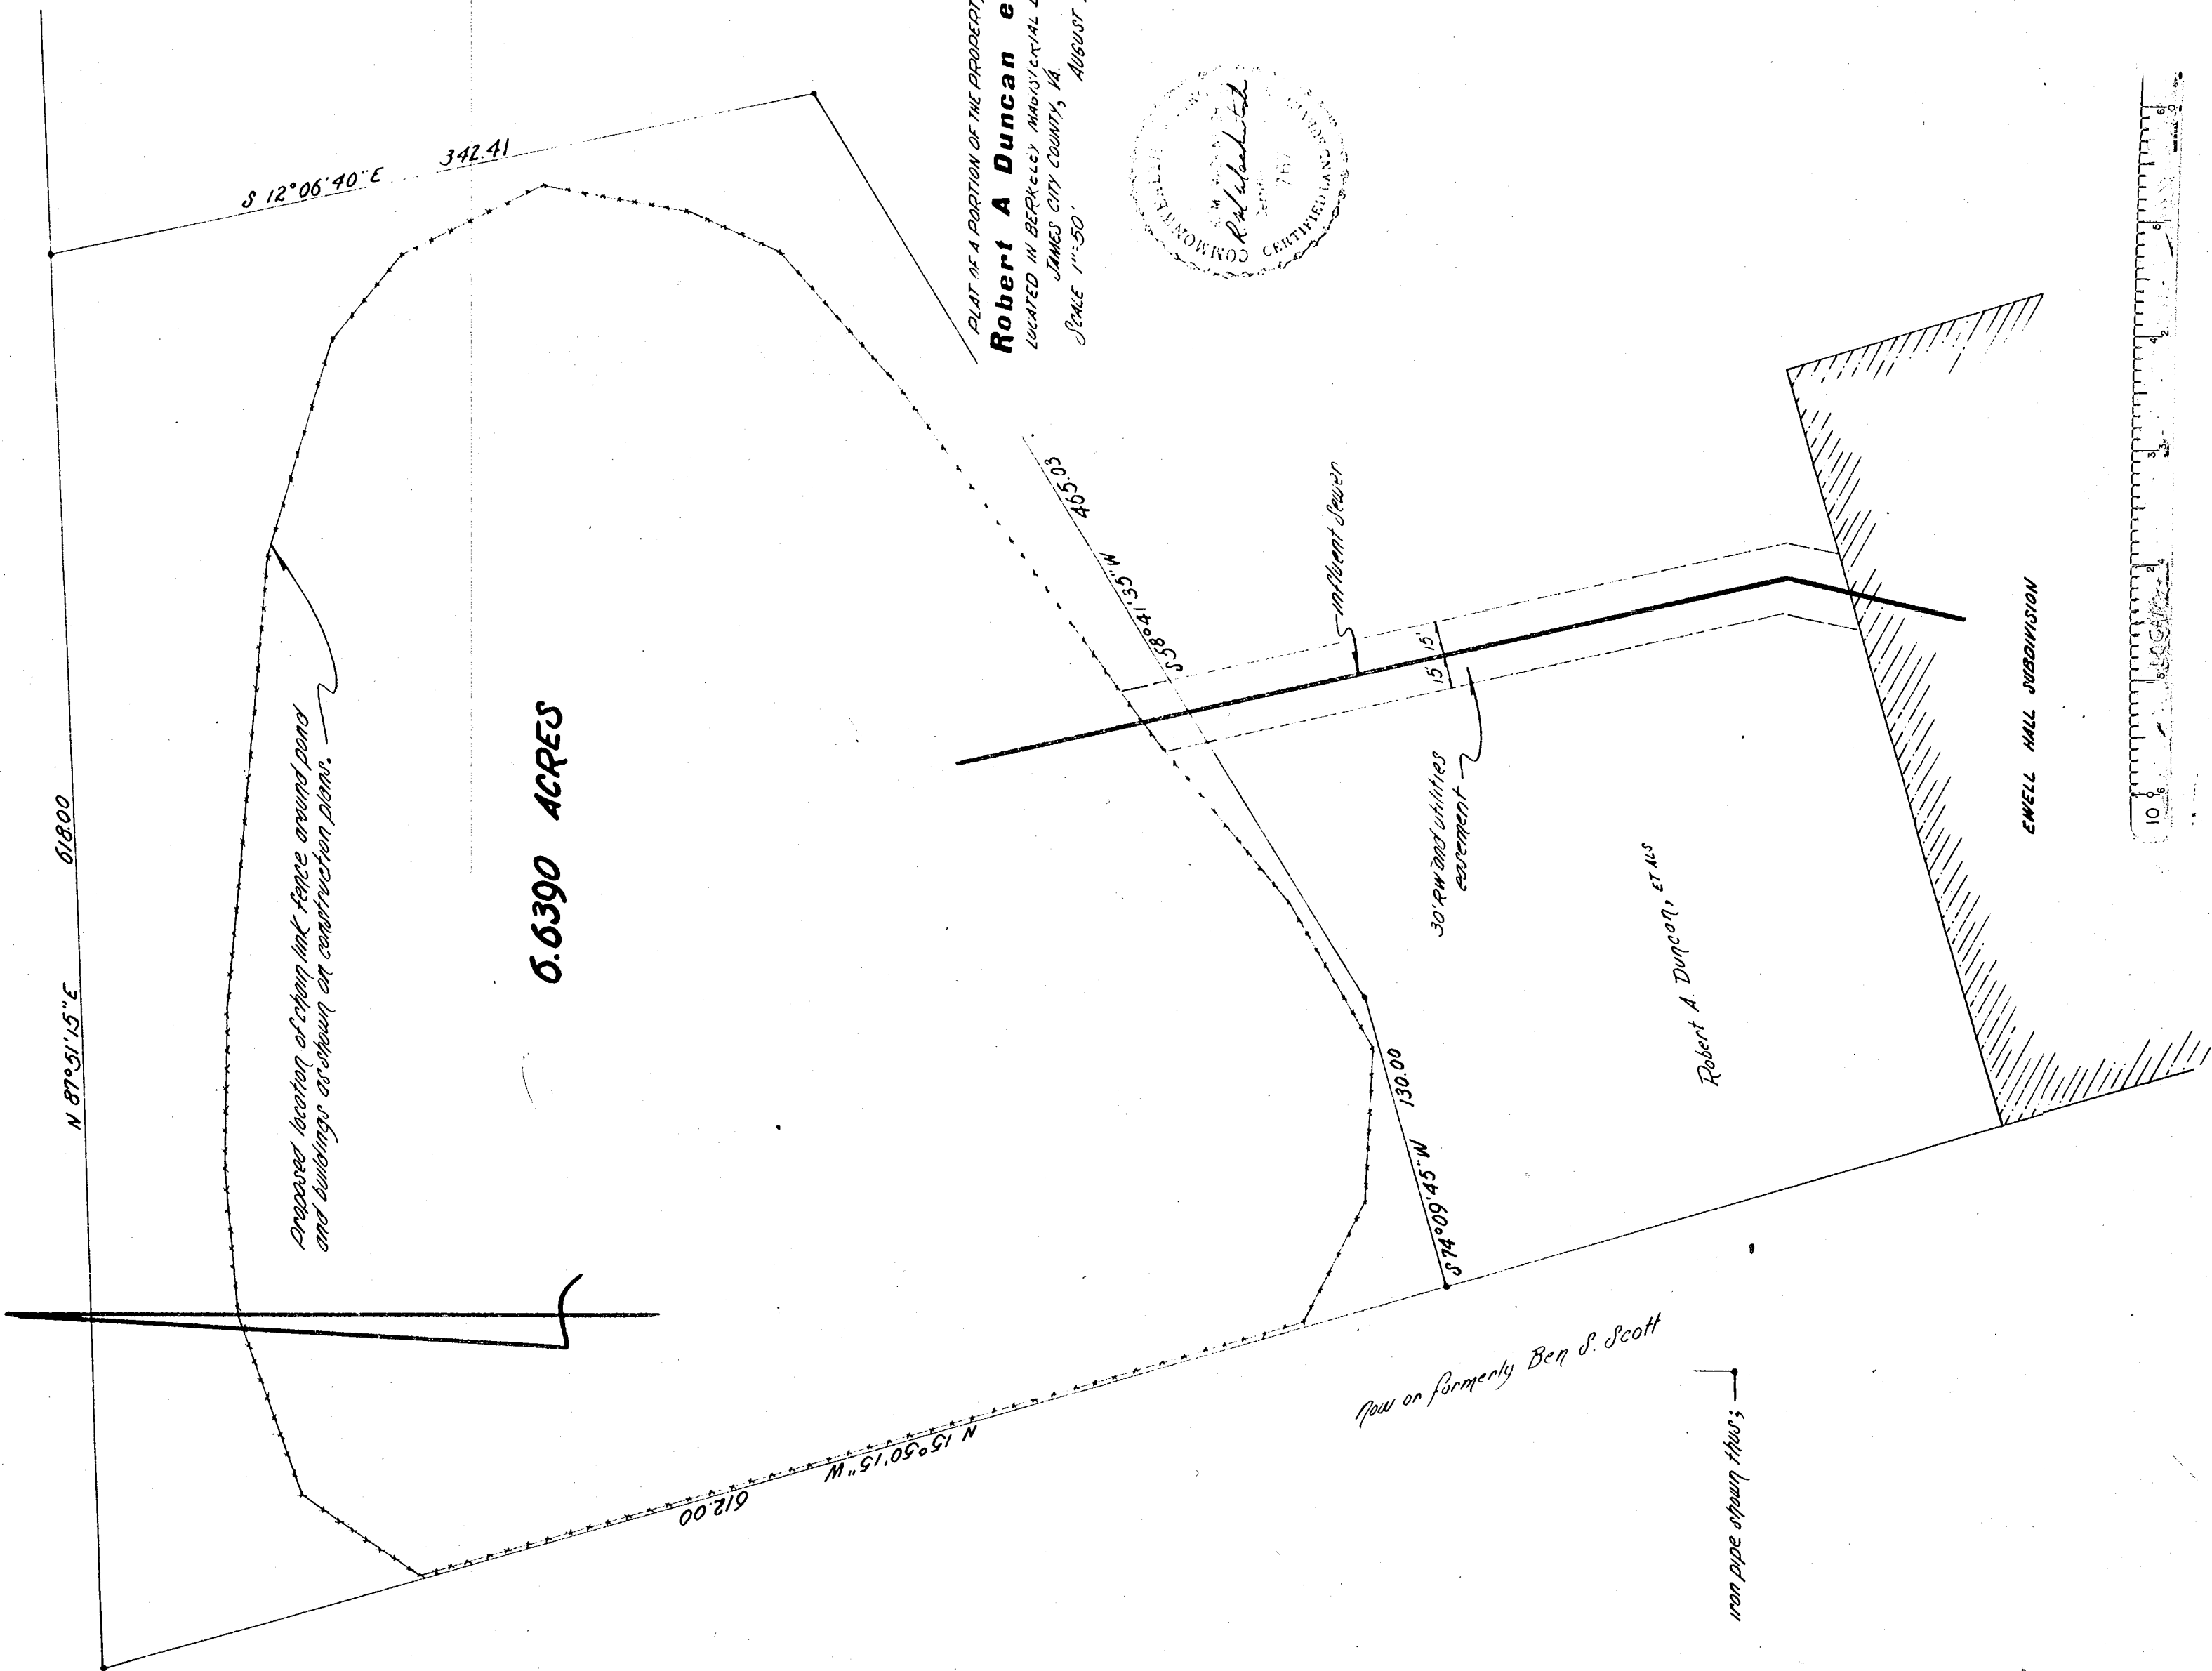 N 87°51'15" E
618.00
S 12°06'40" E
342.41
Proposed location of chain link fence around pond
and buildings as shown on construction plans.
6.6390 ACRES
PLAT OF A PORTION OF THE PROPERTY
Robert A Duncan e
LOCATED IN BERKELEY MAGISTERIAL
JAMES CITY COUNTY, VA.
SCALE 1"=50' AUGUST
COMMONWEALTH
767
CERTIFIED LAND SURVEYOR
S 58°41'35" W
465.03
influent Sewer
15' 15'
30' R/W and utilities
easement
S 74°09'45" W
130.00
Robert A. Duncan, ET ALS
EWELL HALL SUBDIVISION
N 15°50'15" W
612.00
Now or formerly Ben S. Scott
iron pipe shown thus;